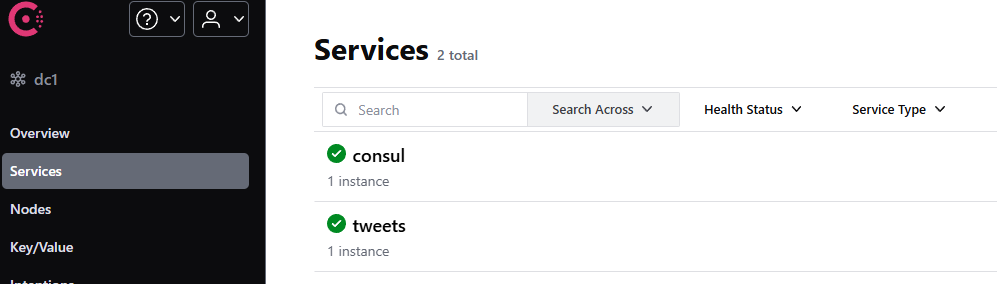 dc1
Overview
Services
Nodes
Key/Value
Intentions
Services 2 total
Search Search Across Health Status Service Type
consul
1 instance
tweets
1 instance